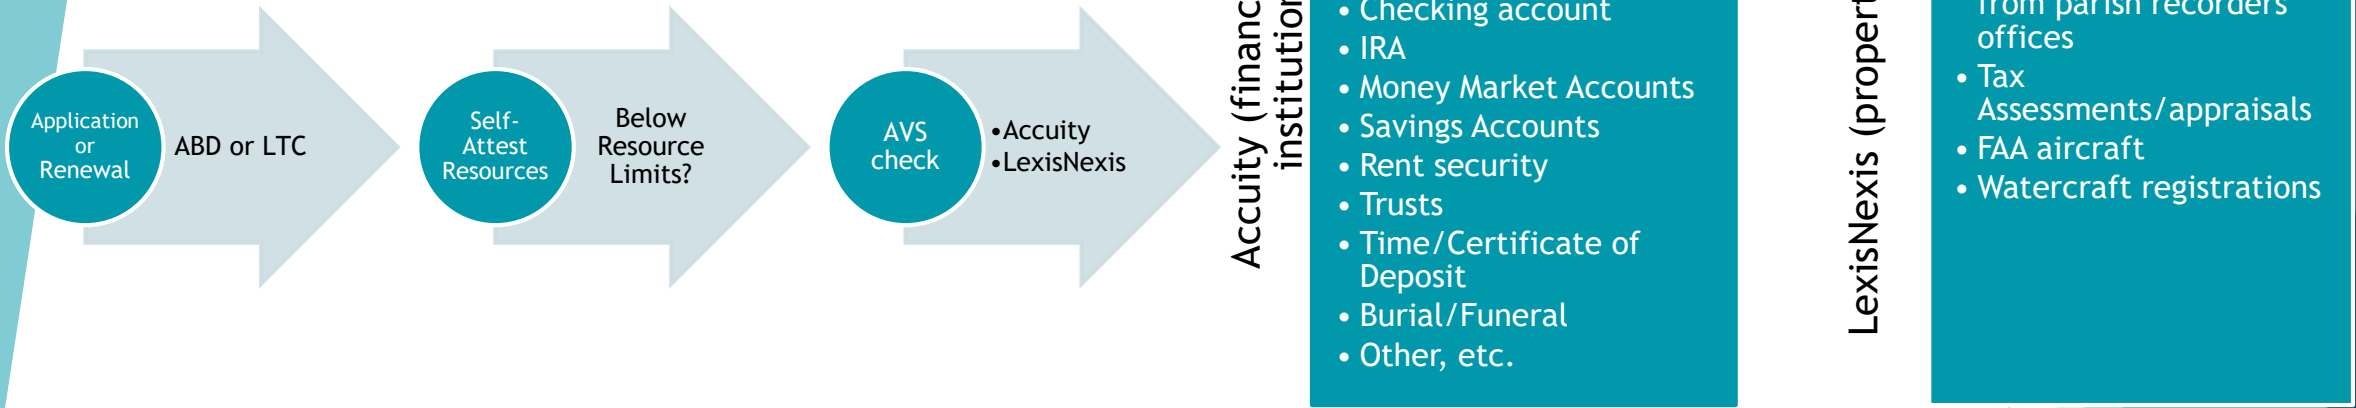 Application
or
Renewal
ABD or LTC
Self-
Attest
Resources
Below
Resource
Limits?
AVS
check
•Accuity
•LexisNexis
Accuity (financ
institution
• Checking account
• IRA
• Money Market Accounts
• Savings Accounts
• Rent security
• Trusts
• Time/Certificate of
Deposit
• Burial/Funeral
• Other, etc.
LexisNexis (propert
from parish recorders
offices
• Tax
Assessments/appraisals
• FAA aircraft
• Watercraft registrations